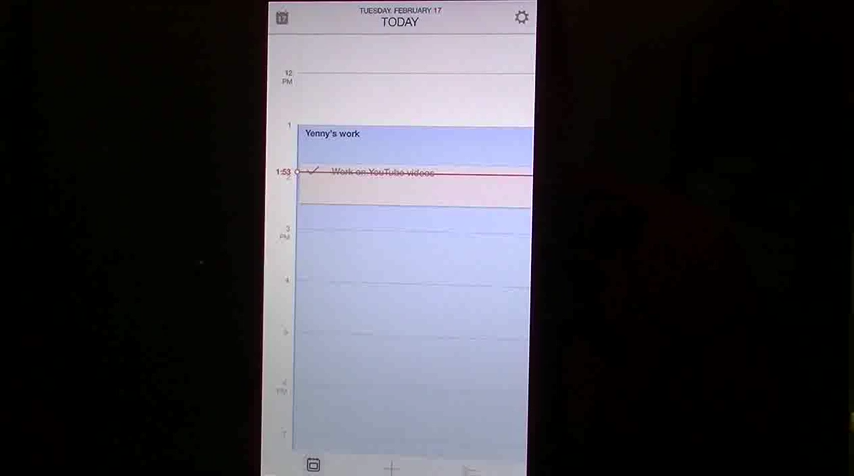 17
TUESDAY, FEBRUARY 17
TODAY
12
PM
1
Yenny's work
1:53
Work on YouTube videos
2
3
PM
4
5
6
PM
7